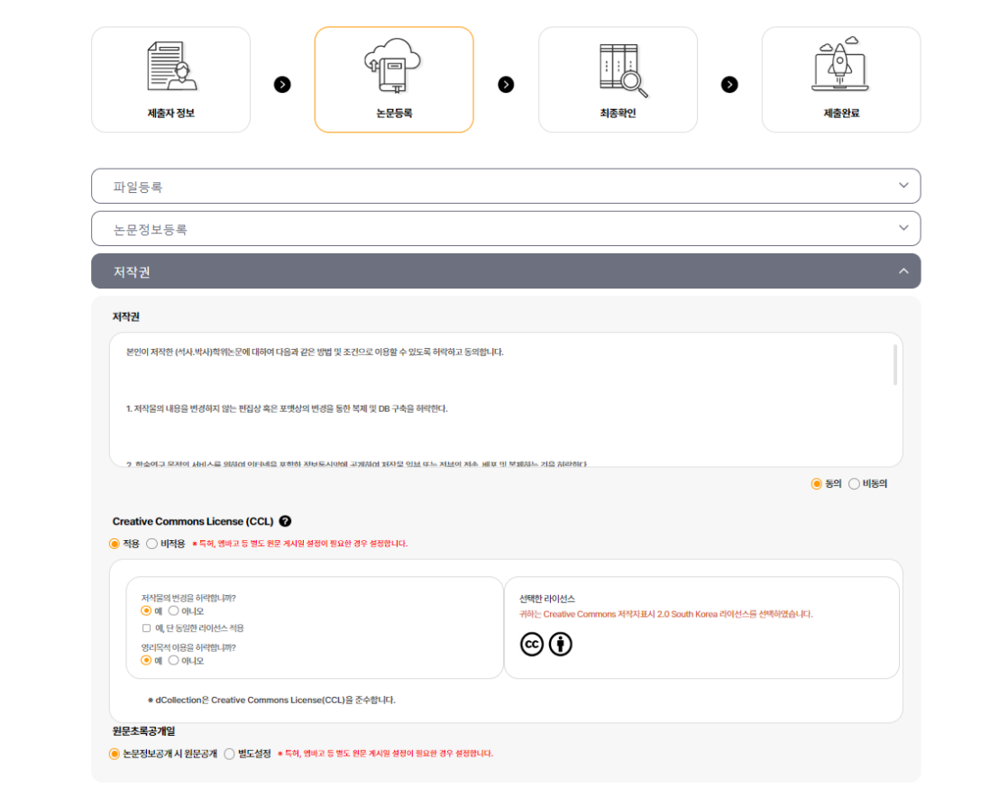 제출자 정보
논문등록
최종확인
제출완료
파일등록
논문정보등록
저작권
저작권
본인이 저작한 (석사.박사)학위논문에 대하여 다음과 같은 방법 및 조건으로 이용할 수 있도록 허락하고 동의합니다.
1. 저작물의 내용을 변경하지 않는 편집상 혹은 포맷상의 변경을 통한 복제 및 DB 구축을 허락한다.
2. 학술연구 목적의 서비스를 위하여 인터넷을 포함한 정보통신망에 공개하여 저작물 일부 또는 전부의 전송, 배포 및 복제하는 것을 허락한다.
동의 비동의
Creative Commons License (CCL) ?
적용 비적용 ※ 특허, 엠바고 등 별도 원문 게시일 설정이 필요한 경우 설정합니다.
저작물의 변경을 허락합니까?
예 아니오
예, 단 동일한 라이선스 적용
영리목적 이용을 허락합니까?
예 아니오
선택한 라이선스
귀하는 Creative Commons 저작자표시 2.0 South Korea 라이선스를 선택하였습니다.
cc
※ dCollection은 Creative Commons License(CCL)을 준수합니다.
원문초록공개일
논문정보공개 시 원문공개 별도설정 ※ 특허, 엠바고 등 별도 원문 게시일 설정이 필요한 경우 설정합니다.